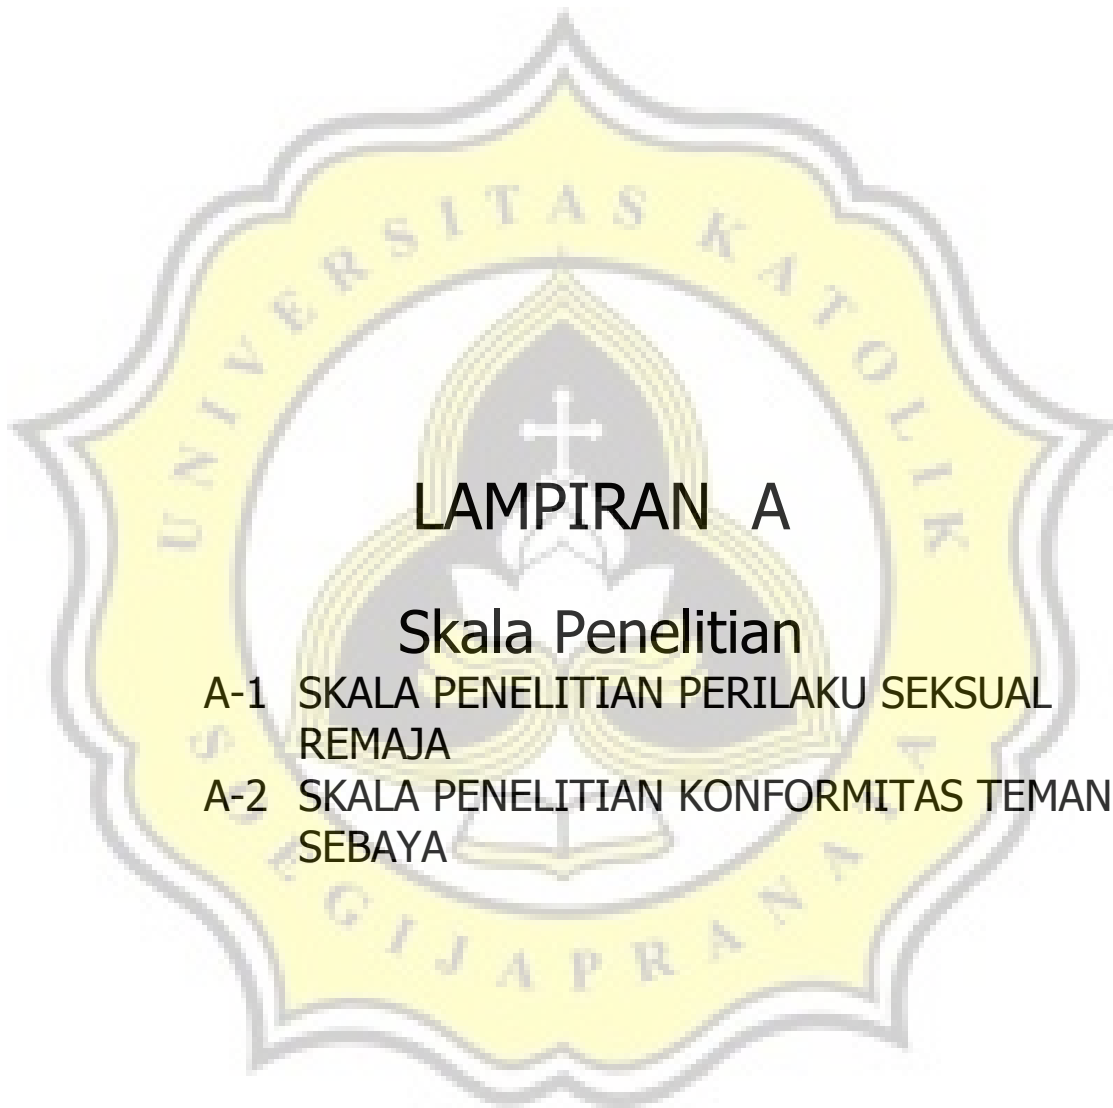 UNIVERSITAS KATOLIK
LAMPIRAN A
Skala Penelitian
A-1 SKALA PENELITIAN PERILAKU SEKSUAL
REMAJA
A-2 SKALA PENELITIAN KONFORMITAS TEMAN
SEBAYA
SOEGIJAPRANATA